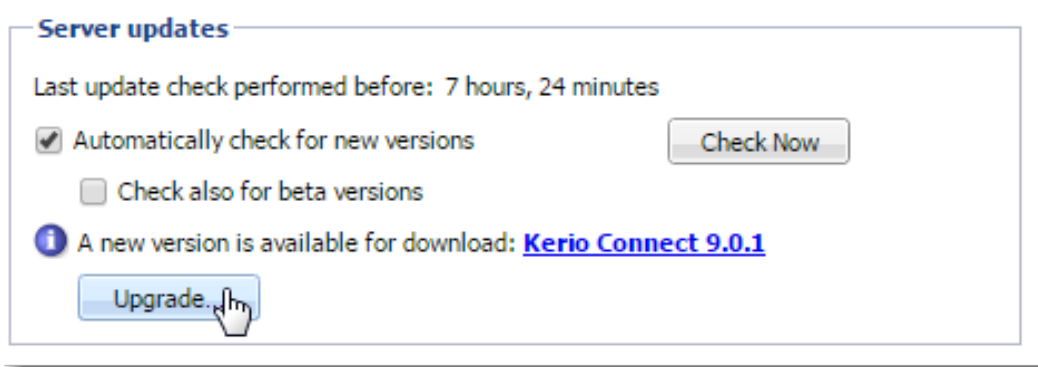 Server updates
Last update check performed before: 7 hours, 24 minutes
Automatically check for new versions
Check Now
Check also for beta versions
A new version is available for download: Kerio Connect 9.0.1
Upgrade...